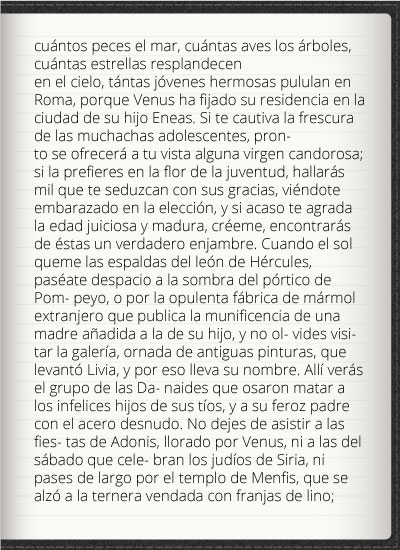 cuántos peces el mar, cuántas aves los árboles,
cuántas estrellas resplandecen
en el cielo, tántas jóvenes hermosas pululan en
Roma, porque Venus ha fijado su residencia en la
ciudad de su hijo Eneas. Si te cautiva la frescura
de las muchachas adolescentes, pron-
to se ofrecerá a tu vista alguna virgen candorosa;
si la prefieres en la flor de la juventud, hallarás
mil que te seduzcan con sus gracias, viéndote
embarazado en la elección, y si acaso te agrada
la edad juiciosa y madura, créeme, encontrarás
de éstas un verdadero enjambre. Cuando el sol
queme las espaldas del león de Hércules,
paséate despacio a la sombra del pórtico de
Pom- peyo, o por la opulenta fábrica de mármol
extranjero que publica la munificencia de una
madre añadida a la de su hijo, y no ol- vides visi-
tar la galería, ornada de antiguas pinturas, que
levantó Livia, y por eso lleva su nombre. Allí verás
el grupo de las Da- naides que osaron matar a
los infelices hijos de sus tíos, y a su feroz padre
con el acero desnudo. No dejes de asistir a las
fies- tas de Adonis, llorado por Venus, ni a las del
sábado que cele- bran los judíos de Siria, ni
pases de largo por el templo de Menfis, que se
alzó a la ternera vendada con franjas de lino;